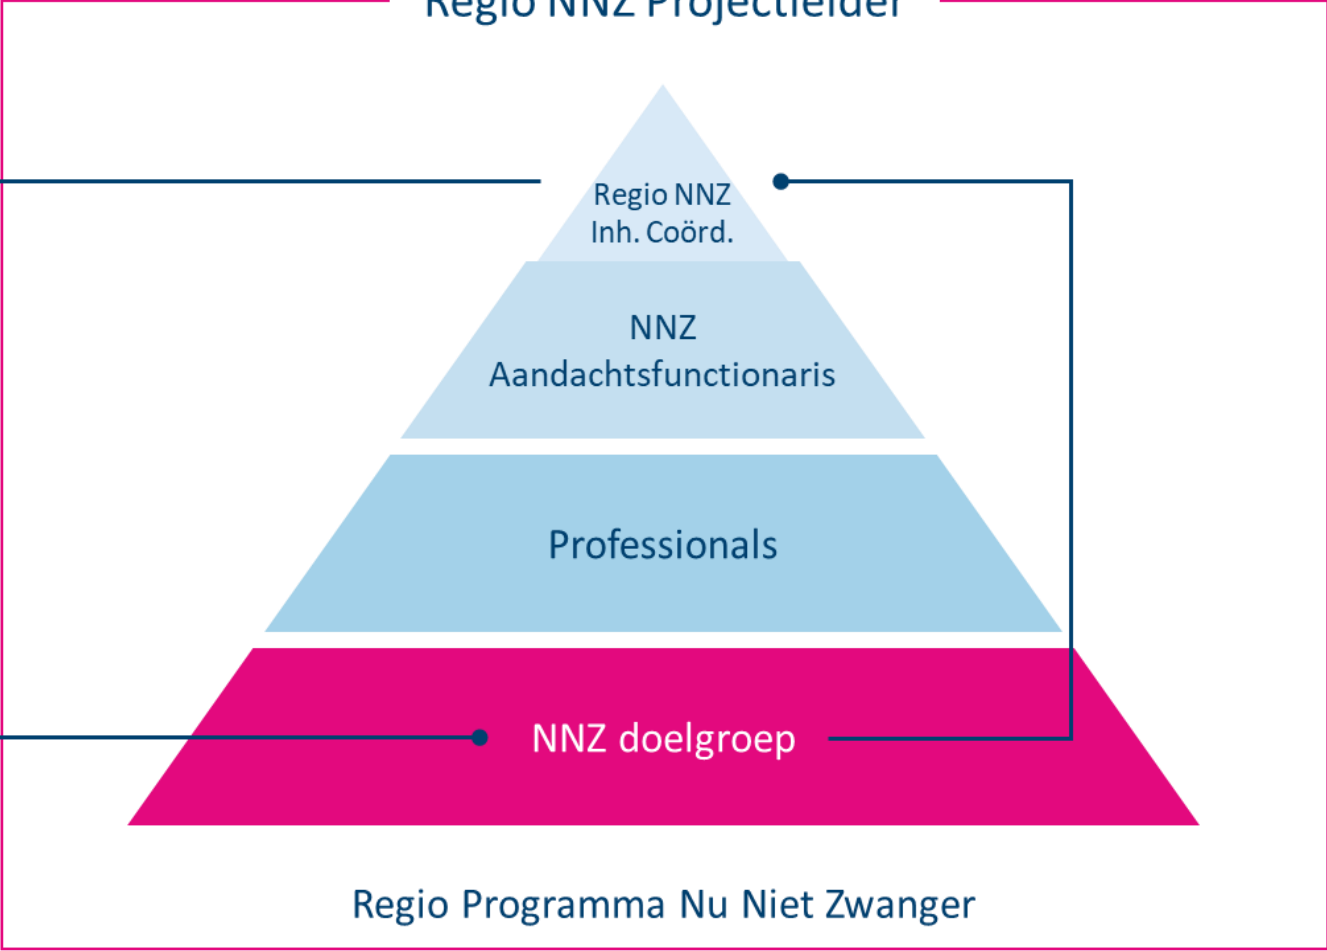 Regio NNZ Projectleider
Regio NNZ
Inh. Coörd.
NNZ
Aandachtsfunctionaris
Professionals
NNZ doelgroep
Regio Programma Nu Niet Zwanger